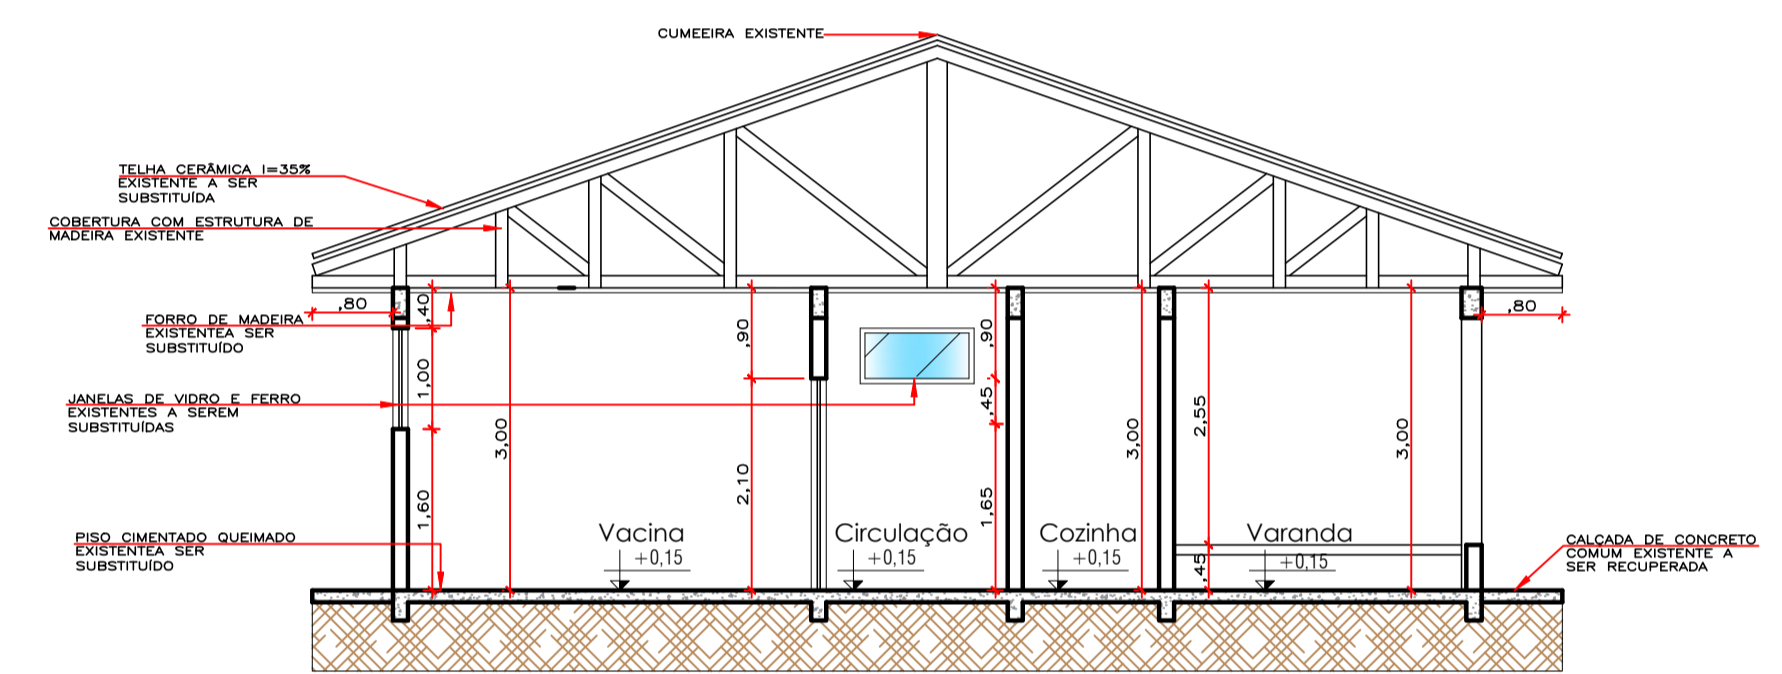 CUMEEIRA EXISTENTE
TELHA CERÂMICA I=35%
EXISTENTE A SER
SUBSTITUÍDA
COBERTURA COM ESTRUTURA DE
MADEIRA EXISTENTE
,80
,40
,80
FORRO DE MADEIRA
EXISTENTEA SER
SUBSTITUÍDO
,90
,90
1,00
JANELAS DE VIDRO E FERRO
EXISTENTES A SEREM
SUBSTITUÍDAS
,45
2,55
3,00
3,00
3,00
2,10
1,60
1,65
PISO CIMENTADO QUEIMADO
EXISTENTEA SER
SUBSTITUÍDO
Vacina
+0,15
Circulação
+0,15
Cozinha
+0,15
Varanda
+0,15
,45
CALÇADA DE CONCRETO
COMUM EXISTENTE A
SER RECUPERADA